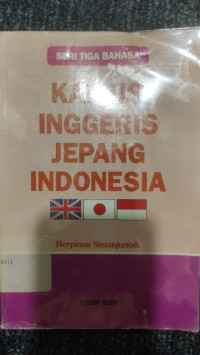 SERI TIGA BAHASA
KAMUS
INGGERIS
JEPANG
INDONESIA
Herpinus Simanjuntak